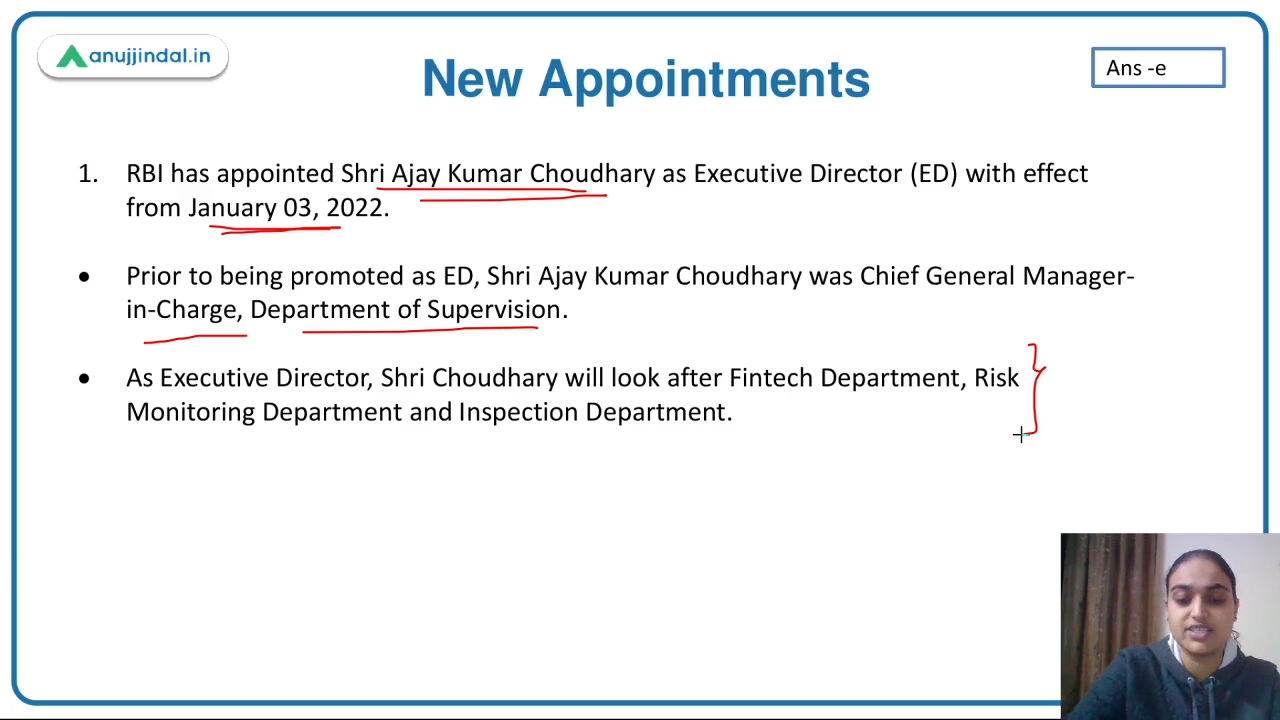 anujjindal.in
New Appointments
Ans -e
1. RBI has appointed Shri Ajay Kumar Choudhary as Executive Director (ED) with effect
from January 03, 2022.
• Prior to being promoted as ED, Shri Ajay Kumar Choudhary was Chief General Manager-
in-Charge, Department of Supervision.
• As Executive Director, Shri Choudhary will look after Fintech Department, Risk
Monitoring Department and Inspection Department.